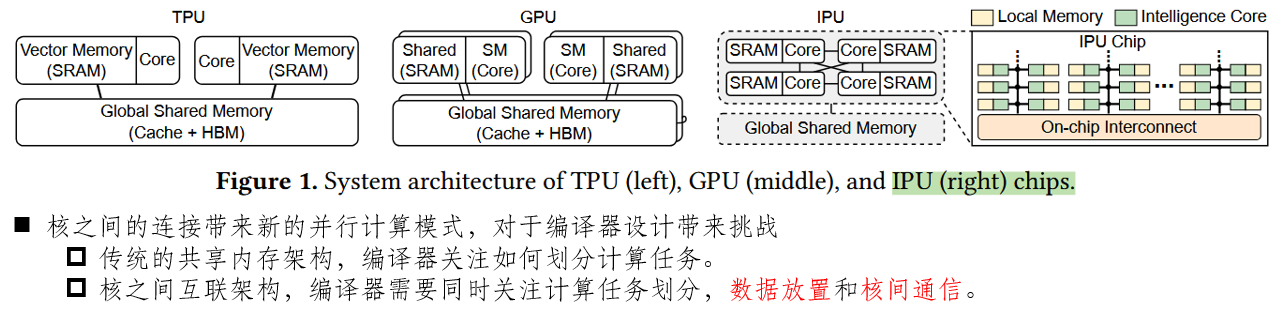 TPU
GPU
IPU
Local Memory
Intelligence Core
Vector Memory
(SRAM)
Core
Core
Vector Memory
(SRAM)
Global Shared Memory
(Cache + HBM)
Shared
(SRAM)
SM
(Core)
SM
(Core)
Shared
(SRAM)
Global Shared Memory
(Cache + HBM)
SRAM Core Core SRAM
SRAM Core Core SRAM
Global Shared Memory
IPU Chip
...
On-chip Interconnect
Figure 1. System architecture of TPU (left), GPU (middle), and IPU (right) chips.
核之间的连接带来新的并行计算模式，对于编译器设计带来挑战
传统的共享内存架构，编译器关注如何划分计算任务。
核之间互联架构，编译器需要同时关注计算任务划分，数据放置和核间通信。